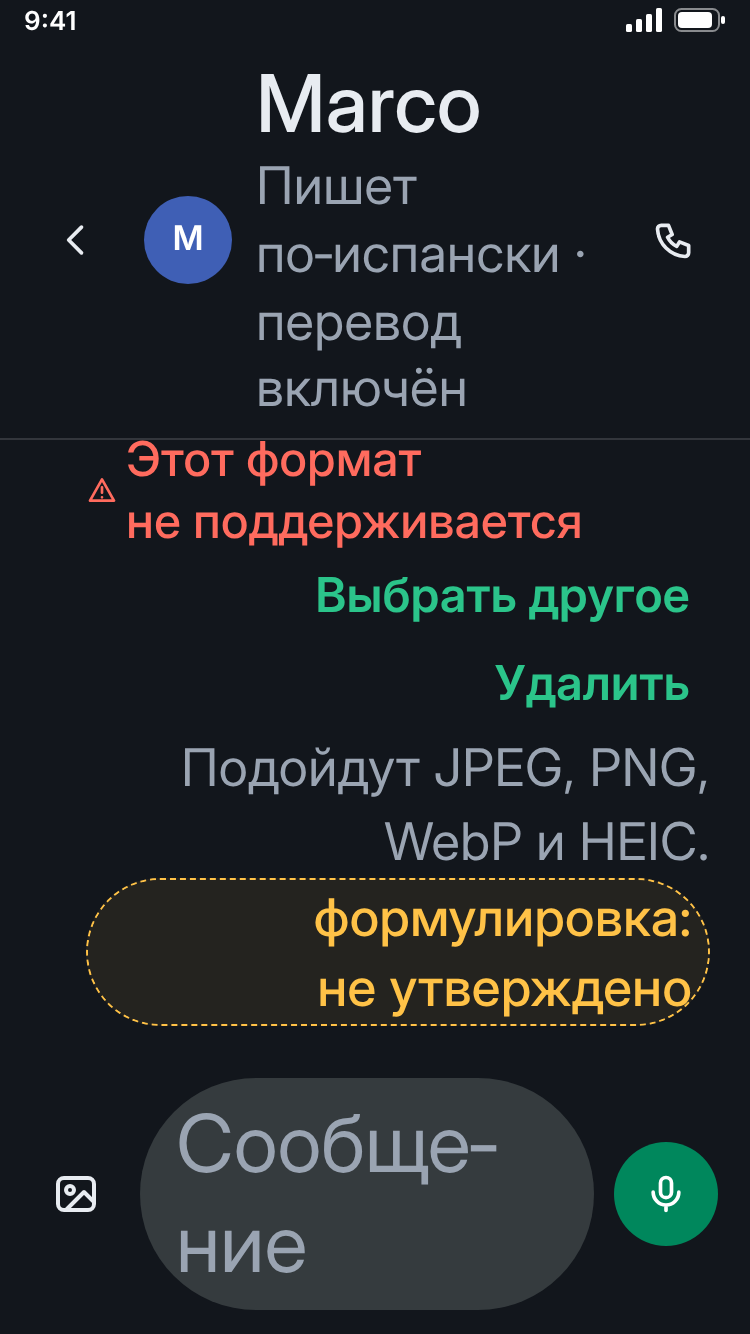 9:41
Marco
M
Пишет
по-испански ·
перевод
включён
Этот формат
не поддерживается
Выбрать другое
Удалить
Подойдут JPEG, PNG,
WebP и HEIC.
формулировка:
не утверждено
Сообще-
ние